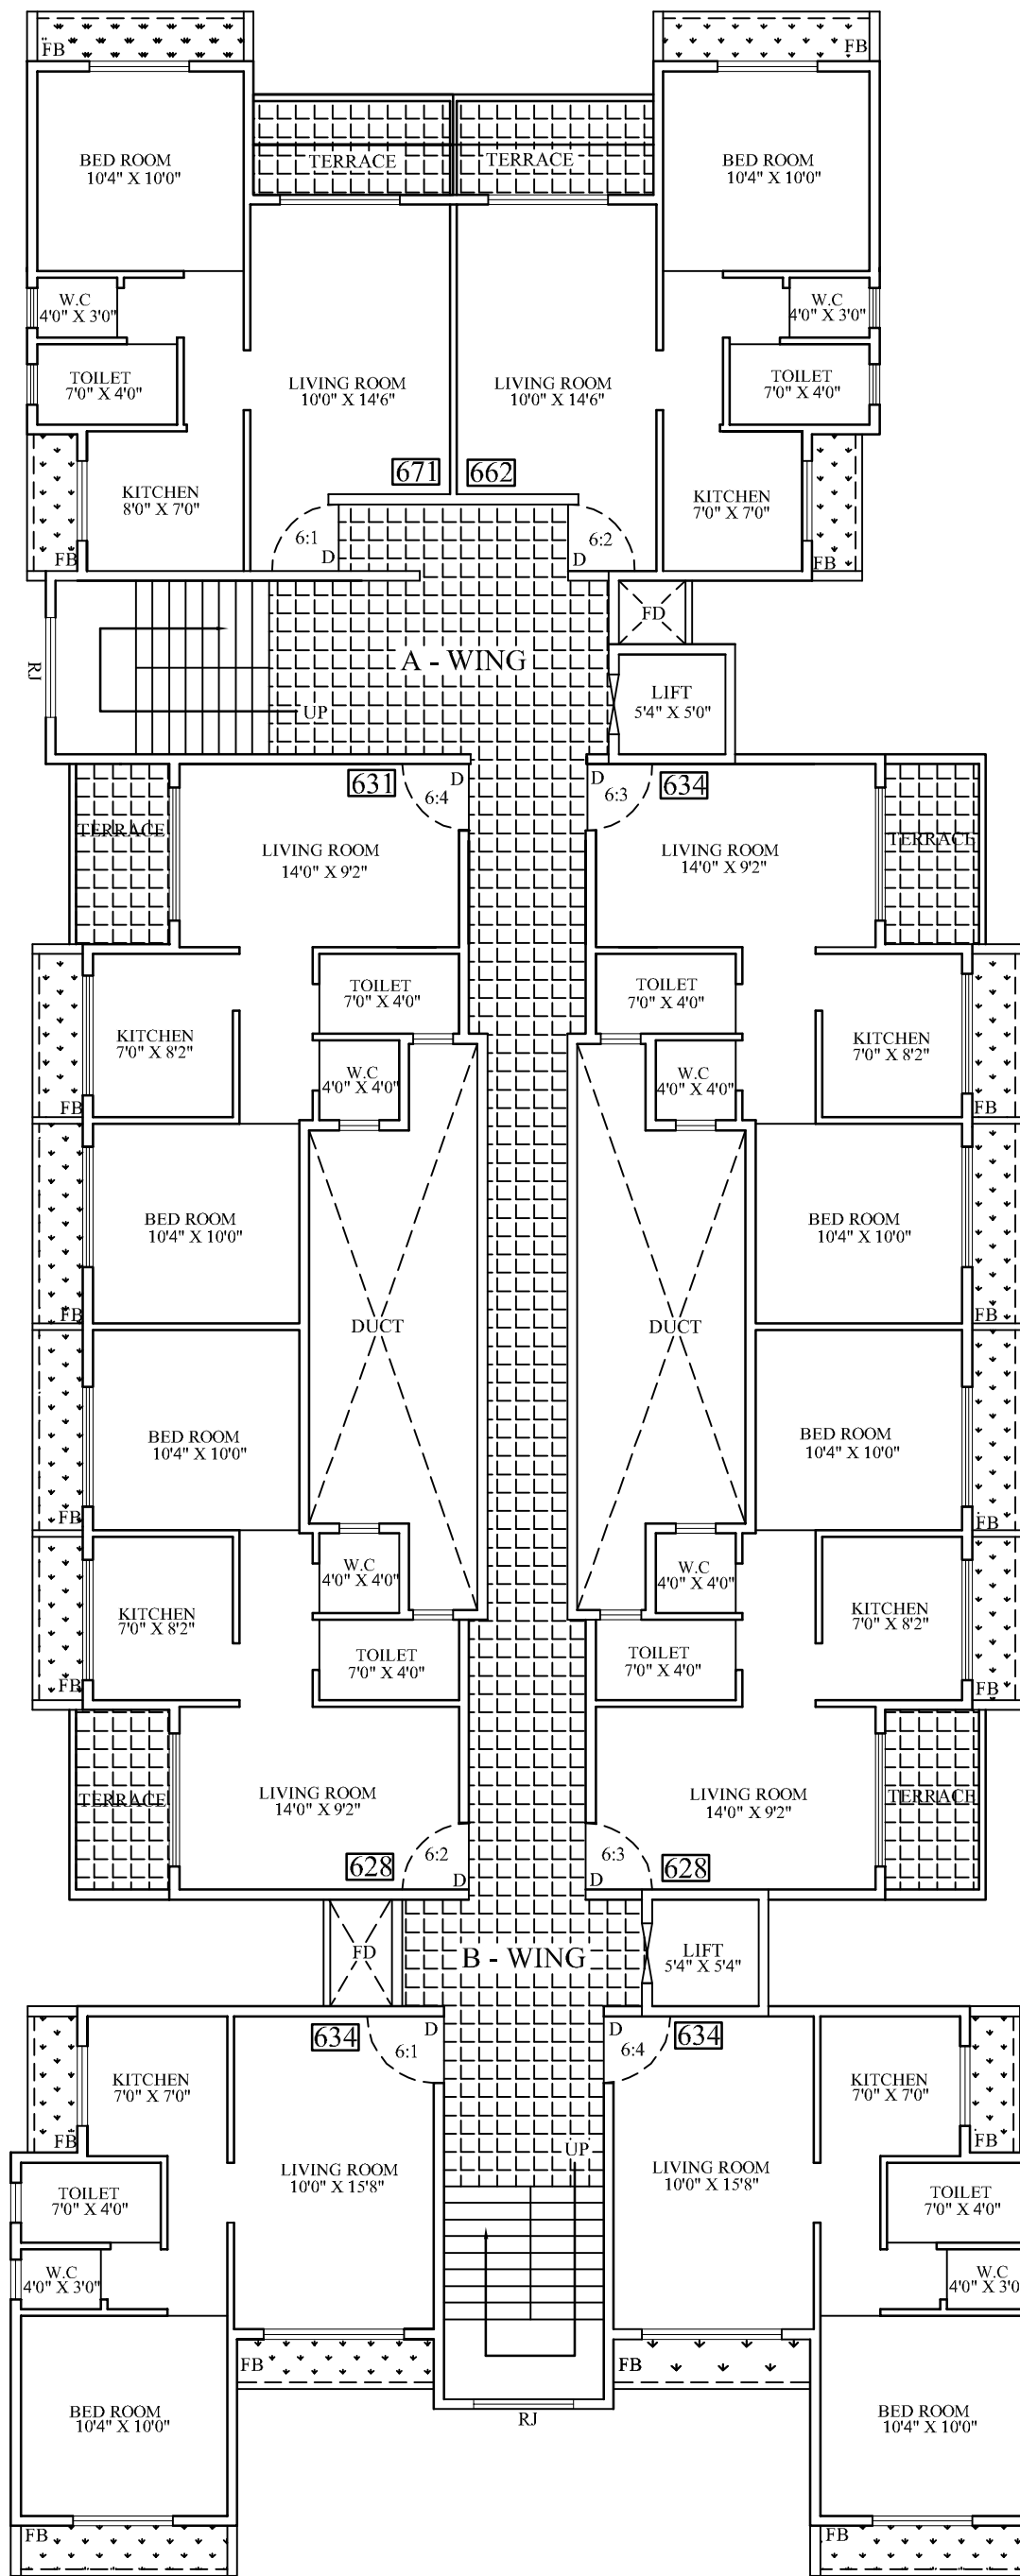 FB
FB
BED ROOM
10'4" X 10'0"
TERRACE
TERRACE
BED ROOM
10'4" X 10'0"
W.C
4'0" X 3'0"
W.C
4'0" X 3'0"
TOILET
7'0" X 4'0"
LIVING ROOM
10'0" X 14'6"
LIVING ROOM
10'0" X 14'6"
TOILET
7'0" X 4'0"
671
662
KITCHEN
8'0" X 7'0"
KITCHEN
7'0" X 7'0"
6:1
6:2
FB
D
D
FB
FD
A - WING
RJ
LIFT
5'4" X 5'0"
UP
631
D
D
634
6:4
6:3
TERRACE
TERRACE
LIVING ROOM
14'0" X 9'2"
LIVING ROOM
14'0" X 9'2"
TOILET
7'0" X 4'0"
TOILET
7'0" X 4'0"
KITCHEN
7'0" X 8'2"
KITCHEN
7'0" X 8'2"
W.C
4'0" X 4'0"
W.C
4'0" X 4'0"
FB
FB
BED ROOM
10'4" X 10'0"
BED ROOM
10'4" X 10'0"
FB
FB
DUCT
DUCT
BED ROOM
10'4" X 10'0"
BED ROOM
10'4" X 10'0"
FB
FB
W.C
4'0" X 4'0"
W.C
4'0" X 4'0"
KITCHEN
7'0" X 8'2"
KITCHEN
7'0" X 8'2"
TOILET
7'0" X 4'0"
TOILET
7'0" X 4'0"
FB
FB
TERRACE
TERRACE
LIVING ROOM
14'0" X 9'2"
LIVING ROOM
14'0" X 9'2"
6:2
6:3
628
628
D
D
FD
B - WING
LIFT
5'4" X 5'4"
634
D
D
634
6:1
6:4
KITCHEN
7'0" X 7'0"
KITCHEN
7'0" X 7'0"
FB
FB
UP
LIVING ROOM
10'0" X 15'8"
LIVING ROOM
10'0" X 15'8"
TOILET
7'0" X 4'0"
TOILET
7'0" X 4'0"
W.C
4'0" X 3'0"
W.C
4'0" X 3'0
FB
FB
BED ROOM
10'4" X 10'0"
BED ROOM
10'4" X 10'0"
RJ
FB
FB